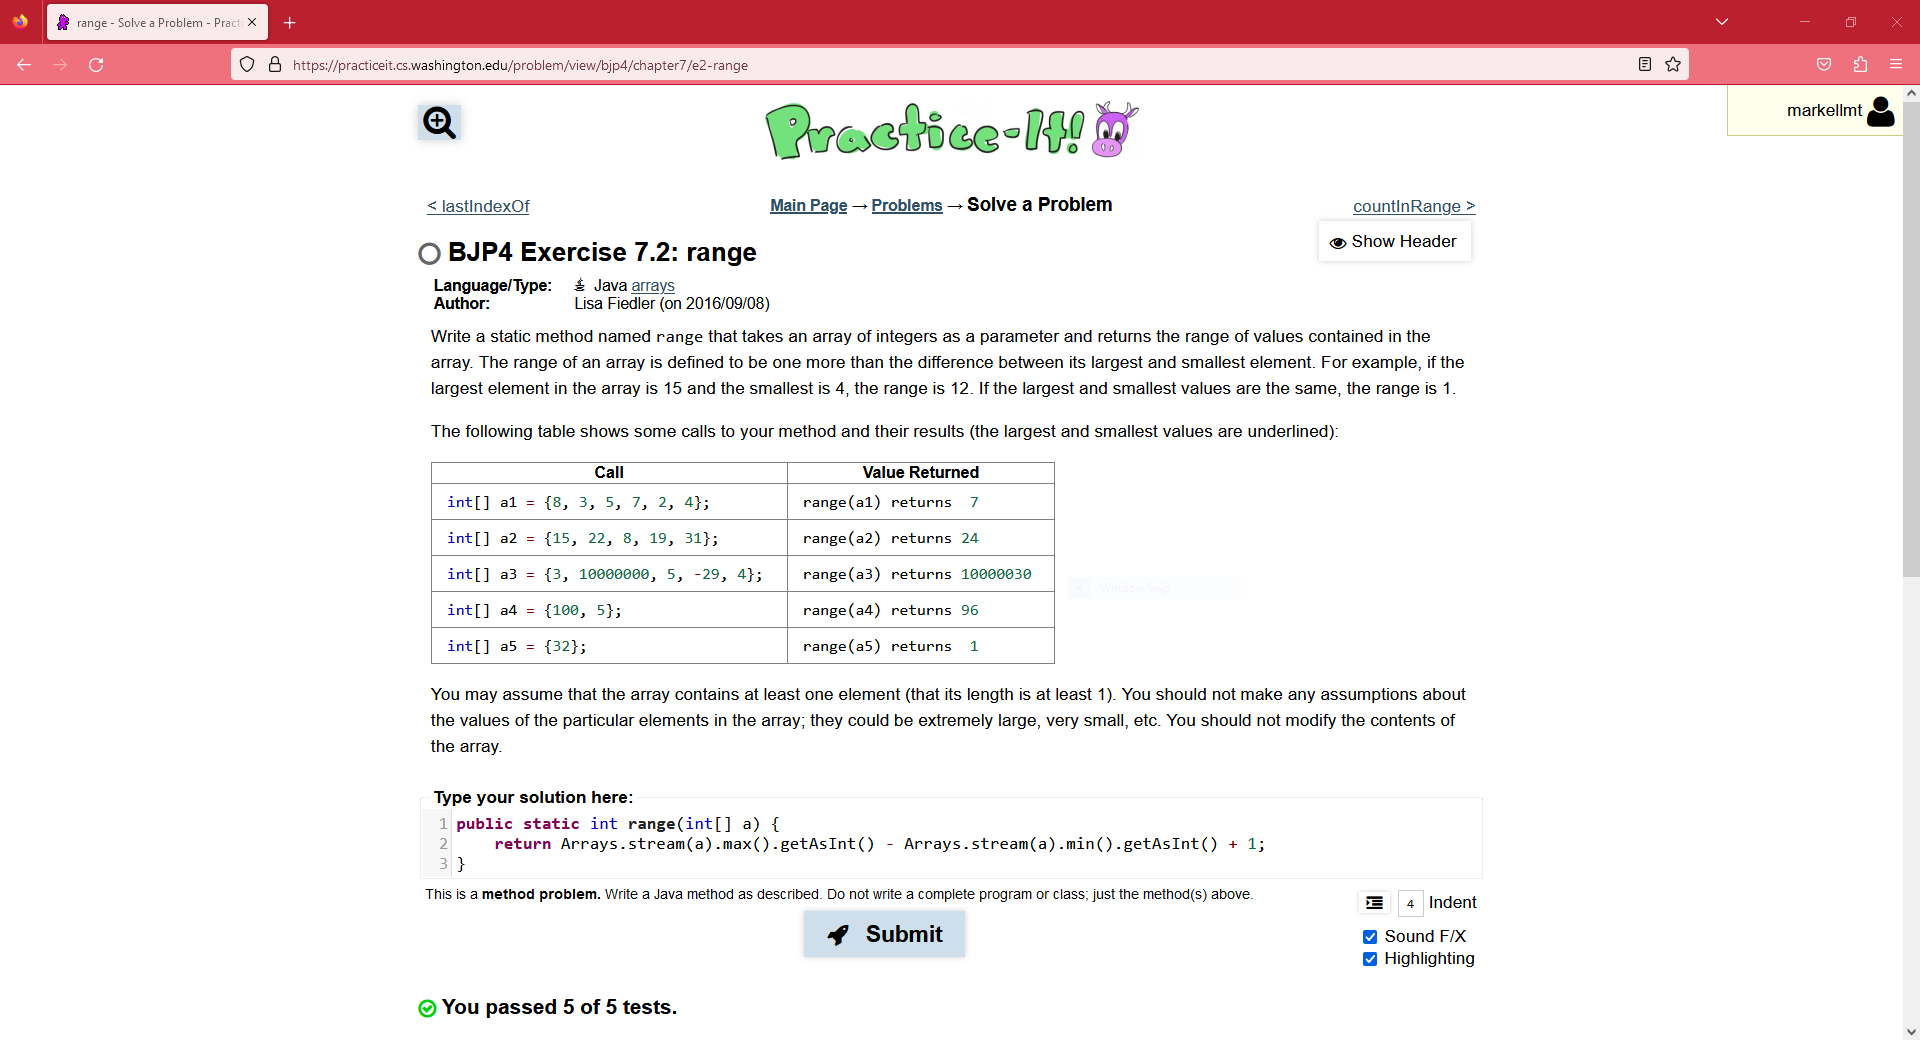 range - Solve a Problem - Pract
https://practiceit.cs.washington.edu/problem/view/bjp4/chapter7/e2-range
Practice-It!
markellmt
< lastIndexOf
Main Page → Problems → Solve a Problem
countInRange >
Show Header
BJP4 Exercise 7.2: range
Language/Type: Java arrays
Author: Lisa Fiedler (on 2016/09/08)
Write a static method named range that takes an array of integers as a parameter and returns the range of values contained in the
array. The range of an array is defined to be one more than the difference between its largest and smallest element. For example, if the
largest element in the array is 15 and the smallest is 4, the range is 12. If the largest and smallest values are the same, the range is 1.
The following table shows some calls to your method and their results (the largest and smallest values are underlined):
Call Value Returned
int[] a1 = {8, 3, 5, 7, 2, 4}; range(a1) returns 7
int[] a2 = {15, 22, 8, 19, 31}; range(a2) returns 24
int[] a3 = {3, 10000000, 5, -29, 4}; range(a3) returns 10000030
Window Snip
int[] a4 = {100, 5}; range(a4) returns 96
int[] a5 = {32}; range(a5) returns 1
You may assume that the array contains at least one element (that its length is at least 1). You should not make any assumptions about
the values of the particular elements in the array; they could be extremely large, very small, etc. You should not modify the contents of
the array.
Type your solution here:
1 public static int range(int[] a) {
2 return Arrays.stream(a).max().getAsInt() - Arrays.stream(a).min().getAsInt() + 1;
3 }
This is a method problem. Write a Java method as described. Do not write a complete program or class; just the method(s) above.
4 Indent
Submit
Sound F/X
Highlighting
You passed 5 of 5 tests.